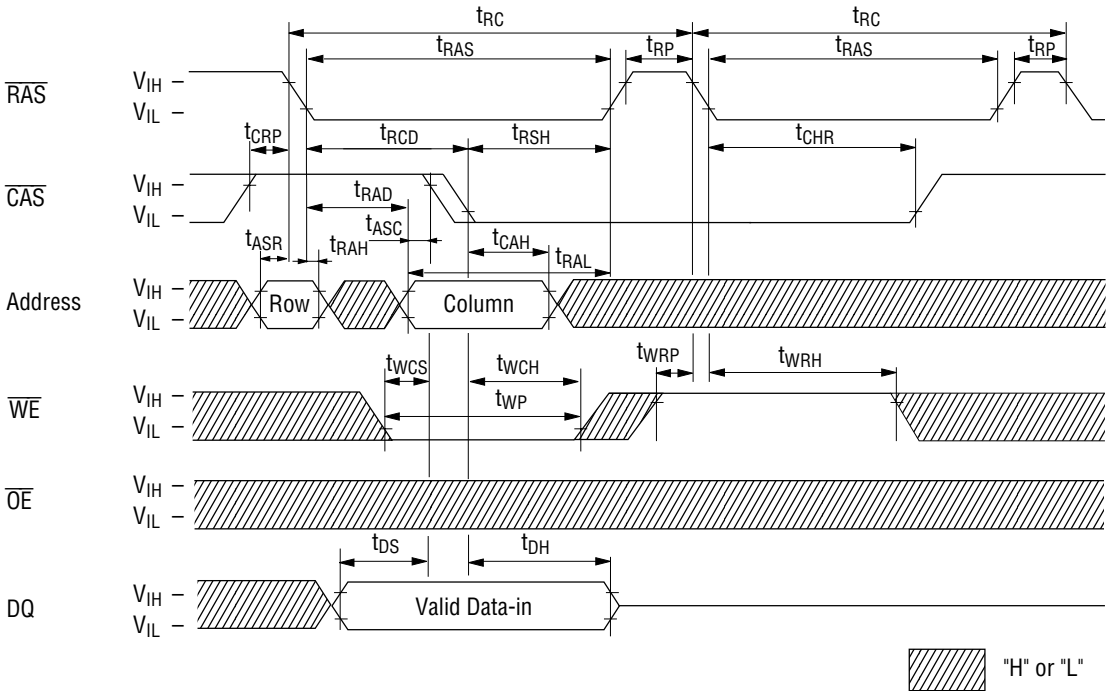 tRC tRC
tRAS tRP tRAS tRP
RAS VIH
VIL
tCRP tRCD tRSH tCHR
CAS VIH
VIL
tRAD
tASC
tASR tRAH tCAH
tRAL
Address VIH
VIL
Row Column
tWCS tWCH tWRP tWRH
tWP
WE VIH
VIL
OE VIH
VIL
tDS tDH
DQ VIH
VIL
Valid Data-in
"H" or "L"